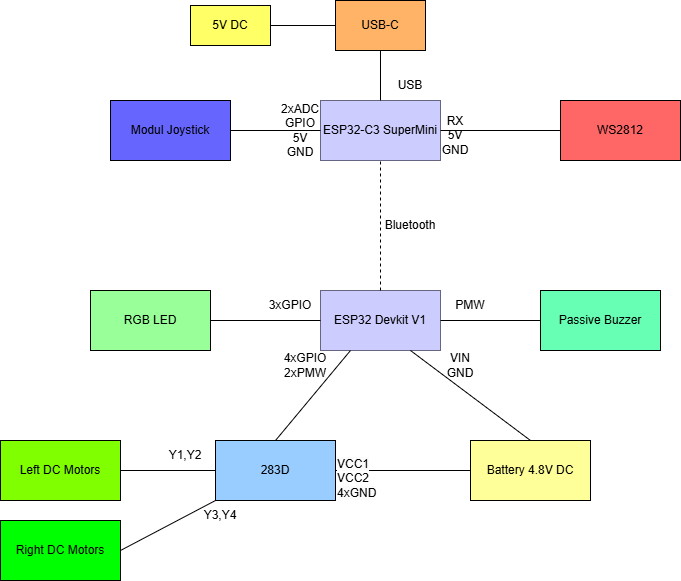 5V DC
USB-C
USB
Modul Joystick
2xADC
GPIO
5V
GND
ESP32-C3 SuperMini
RX
5V
GND
WS2812
Bluetooth
RGB LED
3xGPIO
ESP32 Devkit V1
PMW
Passive Buzzer
4xGPIO
2xPMW
VIN
GND
Left DC Motors
Y1,Y2
283D
VCC1
VCC2
4xGND
Battery 4.8V DC
Y3,Y4
Right DC Motors